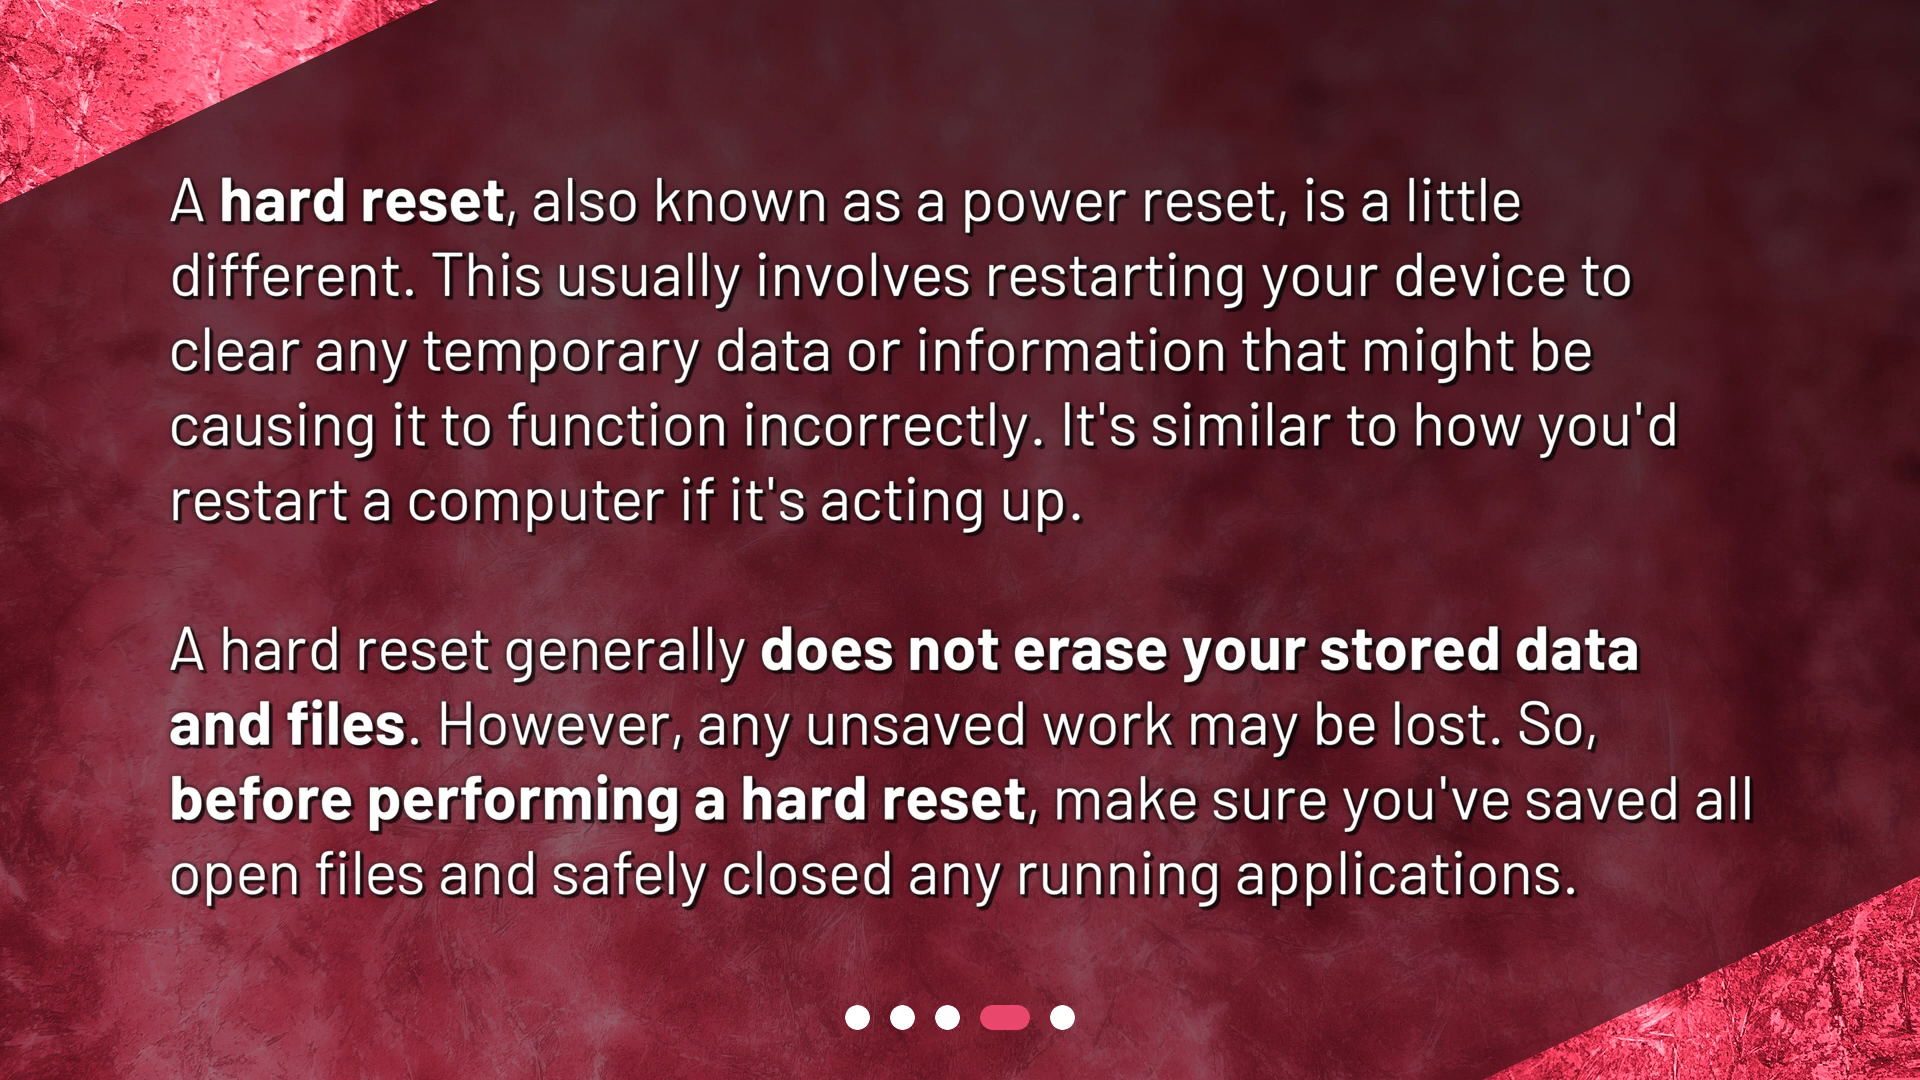 A hard reset, also known as a power reset, is a little
different. This usually involves restarting your device to
clear any temporary data or information that might be
causing it to function incorrectly. It's similar to how you'd
restart a computer if it's acting up.
A hard reset generally does not erase your stored data
and files. However, any unsaved work may be lost. So,
before performing a hard reset, make sure you've saved all
open files and safely closed any running applications.